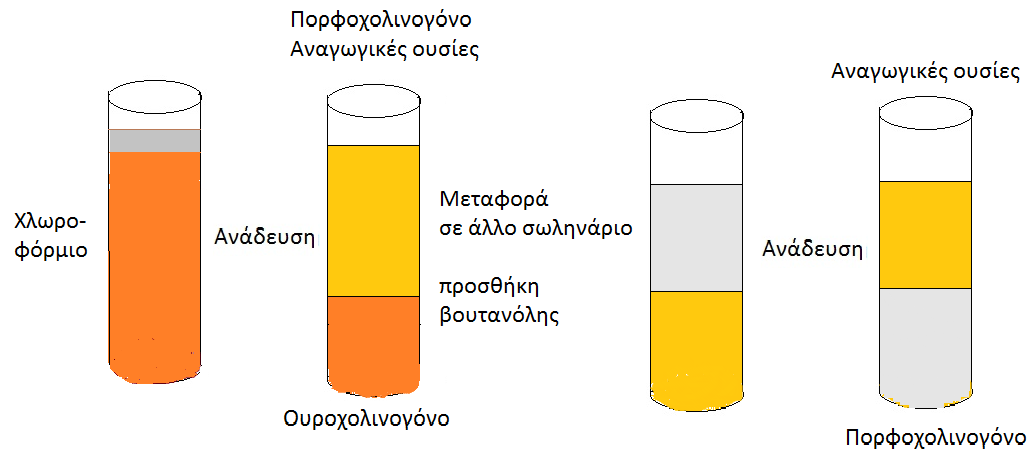 Πορφοχολινογόνο
Αναγωγικές ουσίες
Αναγωγικές ουσίες
Χλωρο-
φόρμιο
Ανάδευση
Μεταφορά
σε άλλο σωληνάριο
προσθήκη
βουτανόλης
Ανάδευση
Ουροχολινογόνο
Πορφοχολινογόνο